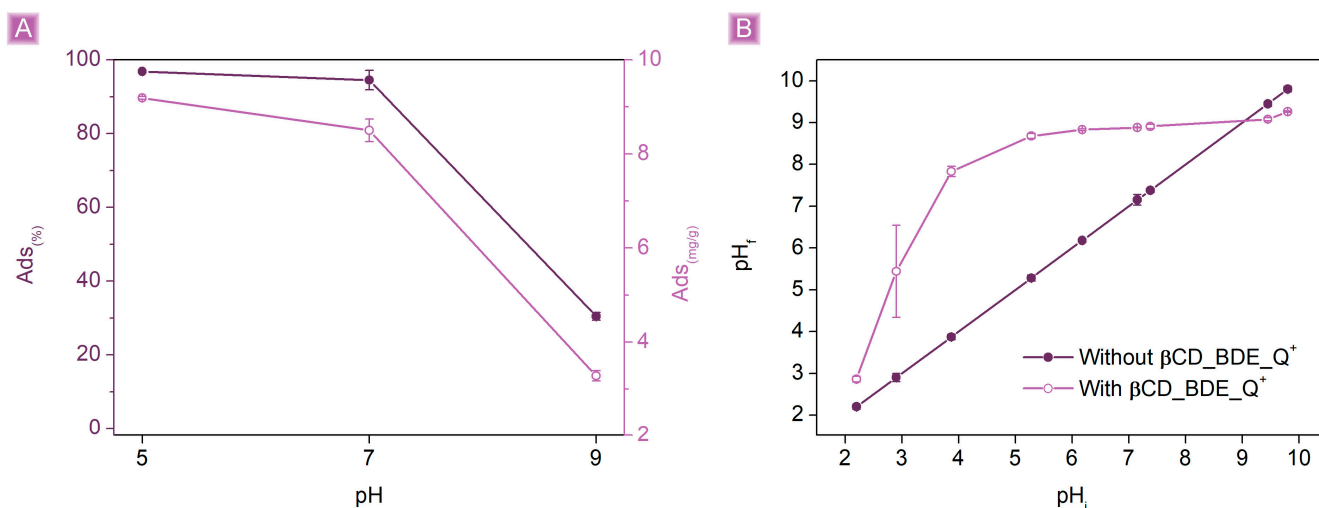 A
100
80
60
40
20
0
Ads(%)
10
8
6
4
2
Ads(mg/g)
5 7 9
pH
B
10
9
8
7
6
5
4
3
2
pHf
Without βCD_BDE_Q+
With βCD_BDE_Q+
2 3 4 5 6 7 8 9 10
pHi